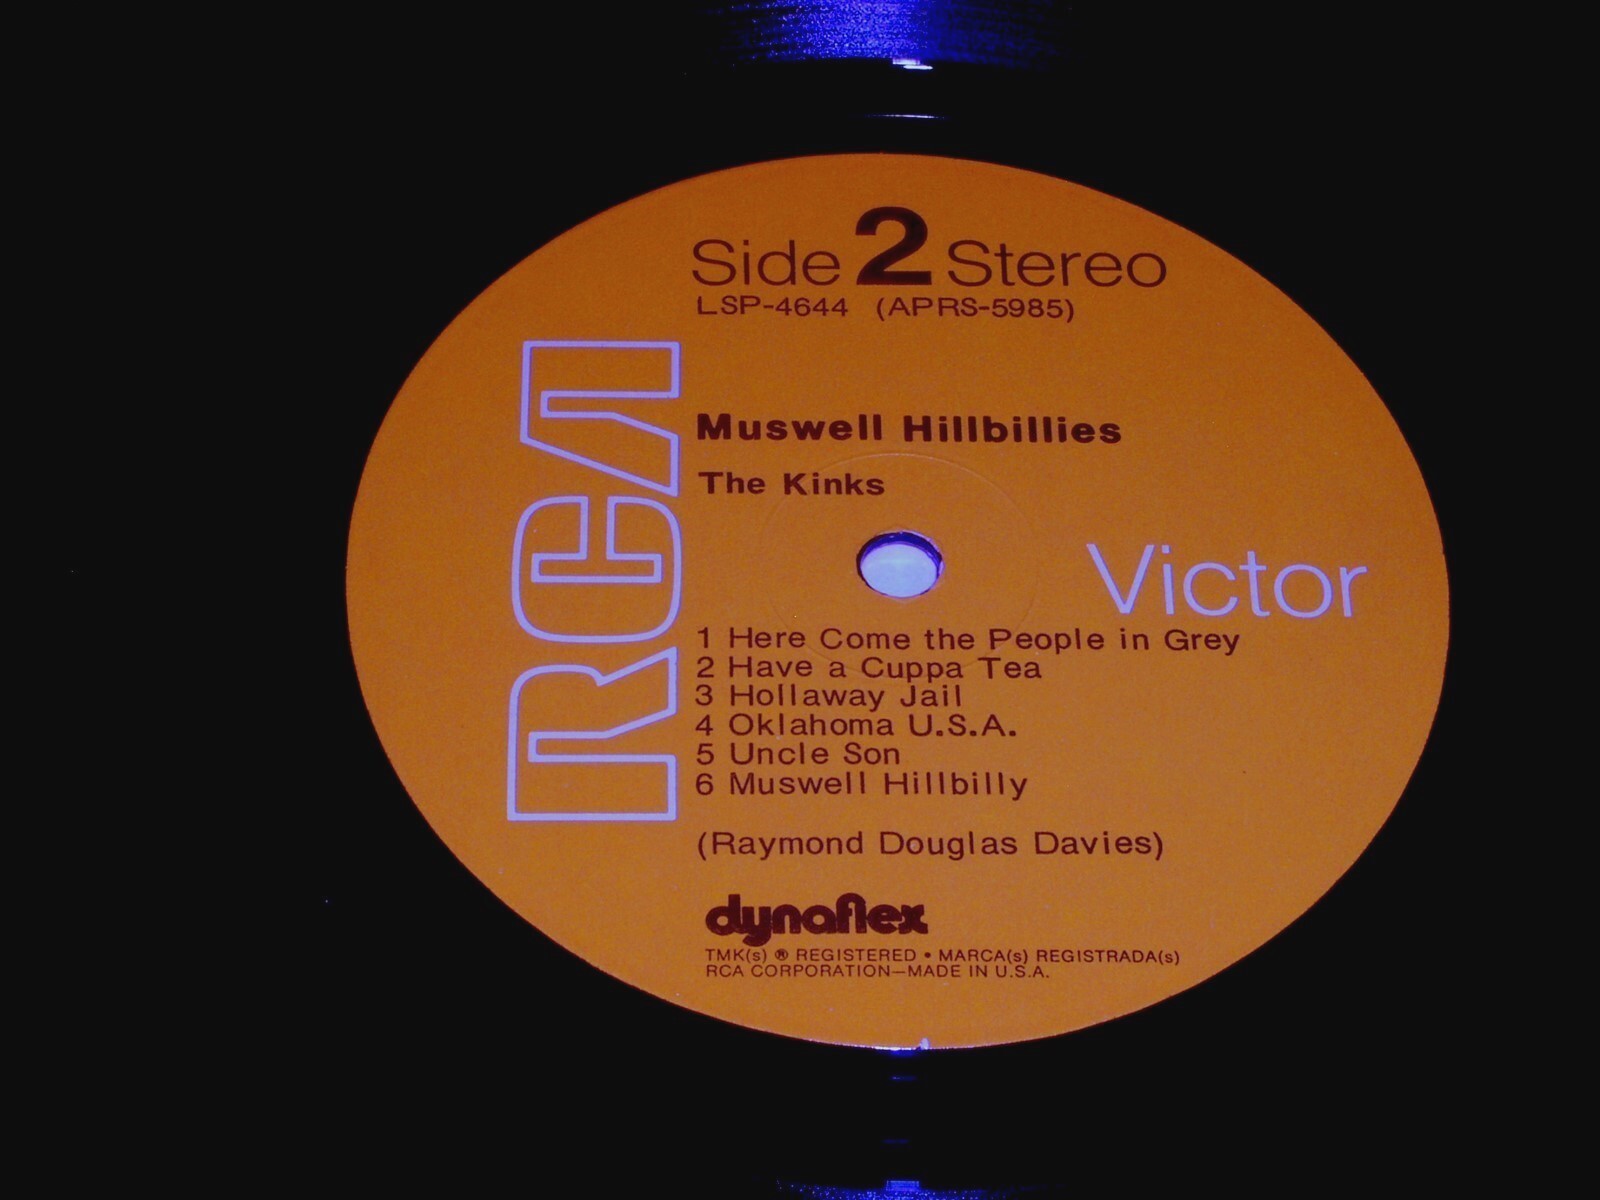 Side 2 Stereo
LSP-4644 (APRS-5985)
RCA
Muswell Hillbillies
The Kinks
Victor
1 Here Come the People in Grey
2 Have a Cuppa Tea
3 Hollaway Jail
4 Oklahoma U.S.A.
5 Uncle Son
6 Muswell Hillbilly
(Raymond Douglas Davies)
dynaflex
TMK(s) ® REGISTERED • MARCA(s) REGISTRADA(s)
RCA CORPORATION—MADE IN U.S.A.